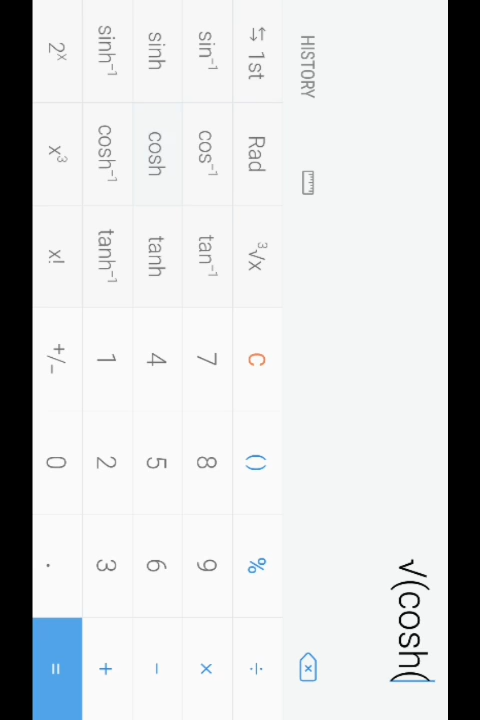 √(cosh(
HISTORY
⇆ 1st Rad ³√x C () % ÷
sin⁻¹ cos⁻¹ tan⁻¹ 7 8 9 ×
sinh cosh tanh 4 5 6 −
sinh⁻¹ cosh⁻¹ tanh⁻¹ 1 2 3 +
2ˣ x³ x! +/− 0 . =